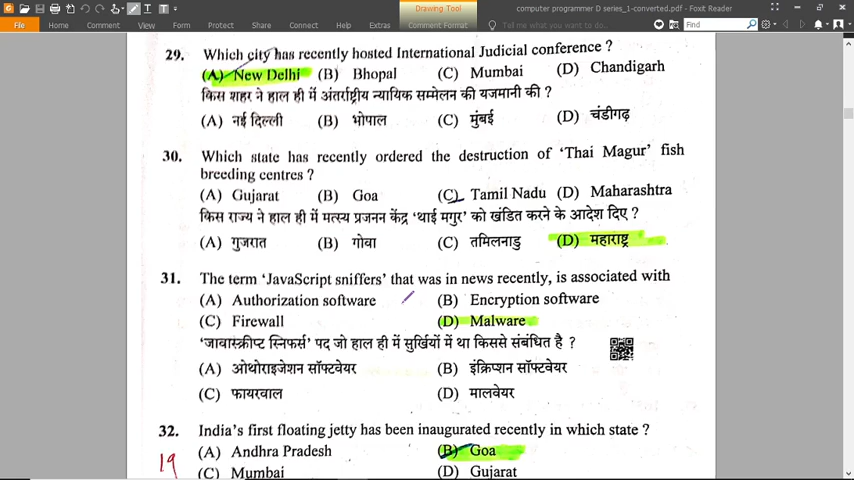 Drawing Tool
computer programmer D series_1-converted.pdf - Foxit Reader
File
Home
Comment
View
Help
Comment Format
Tell me what you want to do
Find
29. Which city has recently hosted International Judicial conference ?
(A) New Delhi (B) Bhopal (C) Mumbai (D) Chandigarh
किस शहर ने हाल ही में अंतर्राष्ट्रीय न्यायिक सम्मेलन की यजमानी की ?
(A) नई दिल्ली (B) भोपाल (C) मुंबई (D) चंडीगढ़
30. Which state has recently ordered the destruction of 'Thai Magur' fish
breeding centres ?
(A) Gujarat (B) Goa (C) Tamil Nadu (D) Maharashtra
किस राज्य ने हाल ही में मत्स्य प्रजनन केंद्र 'थाई मगुर' को खंडित करने के आदेश दिए ?
(A) गुजरात (B) गोवा (C) तमिलनाडु (D) महाराष्ट्र
31. The term 'JavaScript sniffers' that was in news recently, is associated with
(A) Authorization software (B) Encryption software
(C) Firewall (D) Malware
'जावास्क्रीप्ट स्निफर्स' पद जो हाल ही में सुर्खियों में था किससे संबंधित है ?
(A) ओथोराइजेशन सॉफ्टवेयर (B) इंक्रिप्शन सॉफ्टवेयर
(C) फायरवाल (D) मालवेयर
32. India's first floating jetty has been inaugurated recently in which state ?
(A) Andhra Pradesh (B) Goa
19
(C) Mumbai (D) Gujarat